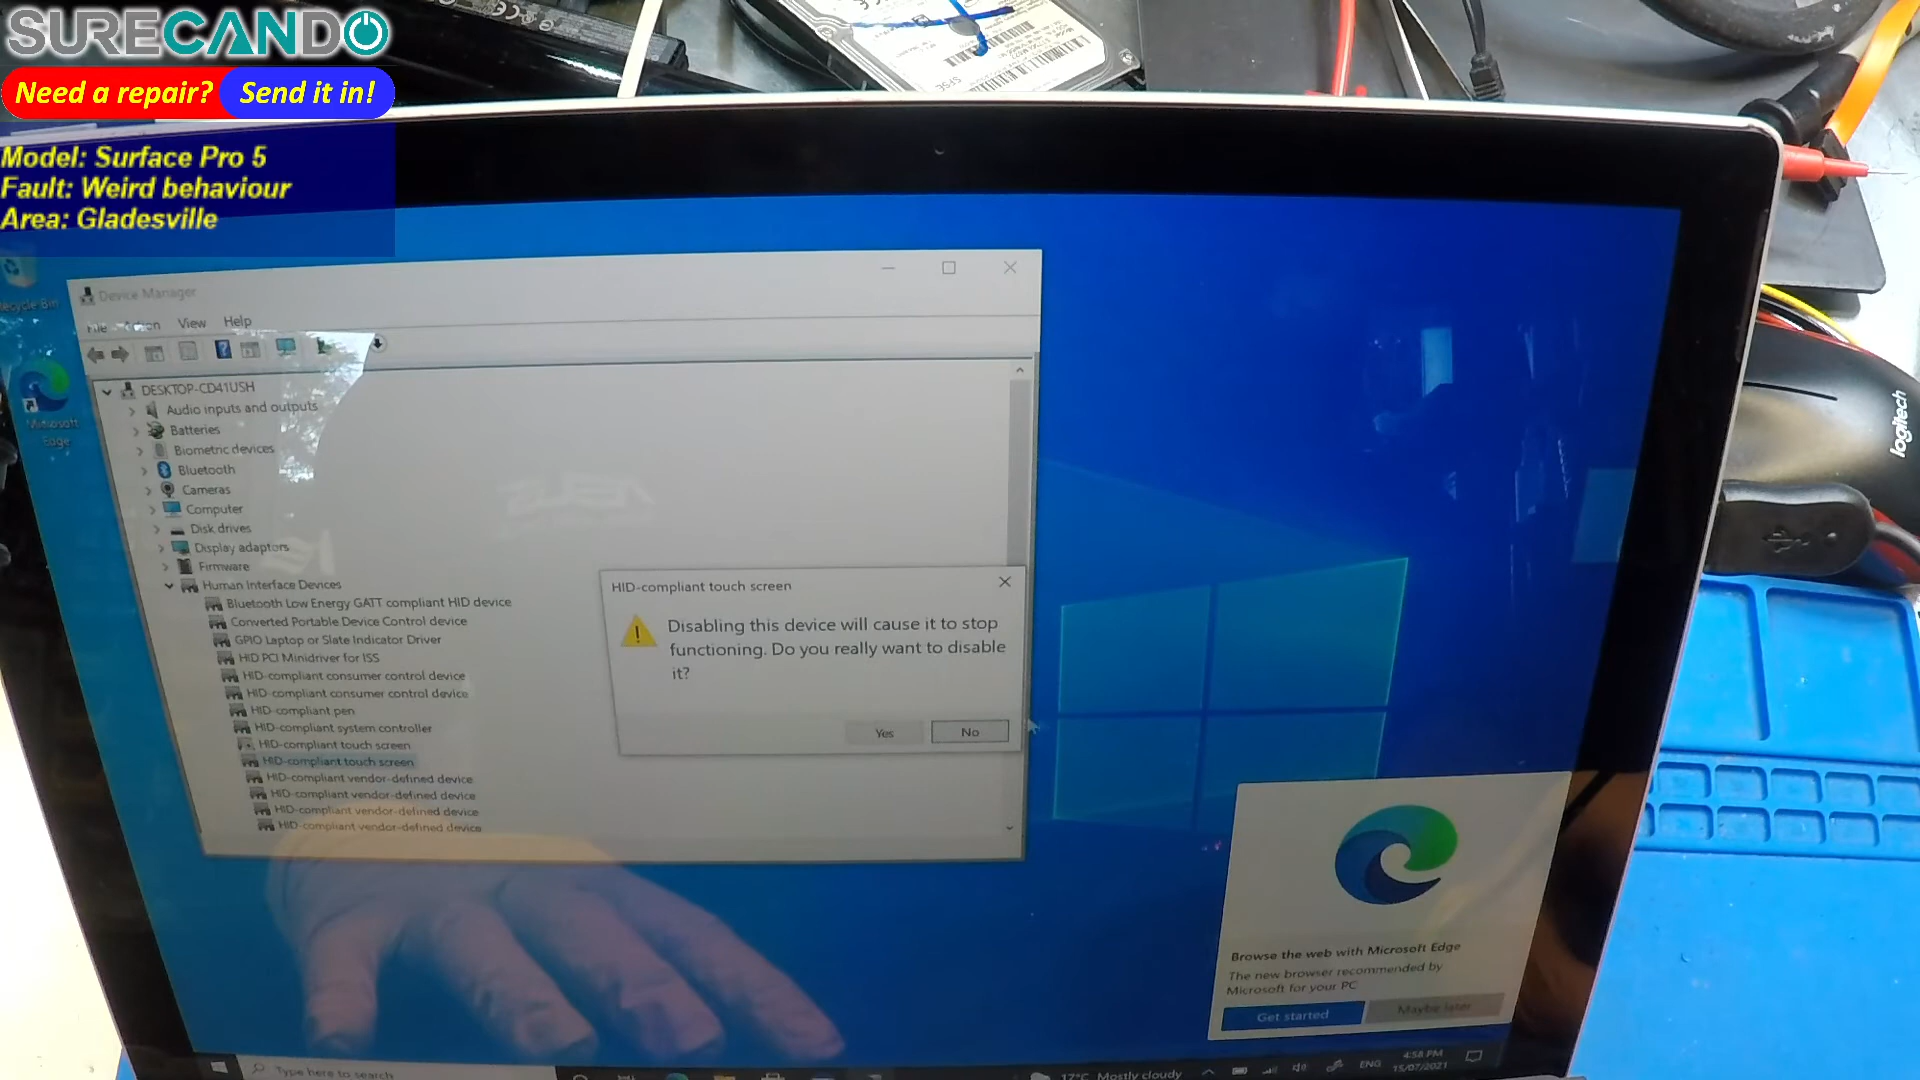 SURECANDO
Need a repair? Send it in!
Model: Surface Pro 5
Fault: Weird behaviour
Area: Gladesville
Recycle Bin
Microsoft
Edge
Device Manager
File Action View Help
DESKTOP-CD41USH
Audio inputs and outputs
Batteries
Biometric devices
Bluetooth
Cameras
Computer
Disk drives
Display adaptors
Firmware
Human Interface Devices
Bluetooth Low Energy GATT compliant HID device
Converted Portable Device Control device
GPIO Laptop or Slate Indicator Driver
HID PCI Minidriver for ISS
HID-compliant consumer control device
HID-compliant consumer control device
HID-compliant pen
HID-compliant system controller
HID-compliant touch screen
HID-compliant touch screen
HID-compliant vendor-defined device
HID-compliant vendor-defined device
HID-compliant vendor-defined device
HID-compliant vendor-defined device
HID-compliant touch screen
Disabling this device will cause it to stop
functioning. Do you really want to disable
it?
Yes No
Browse the web with Microsoft Edge
The new browser recommended by
Microsoft for your PC
Get started Maybe later
Type here to search
17°C Mostly cloudy
ENG
4:58 PM
15/07/2021
logitech
ASUS